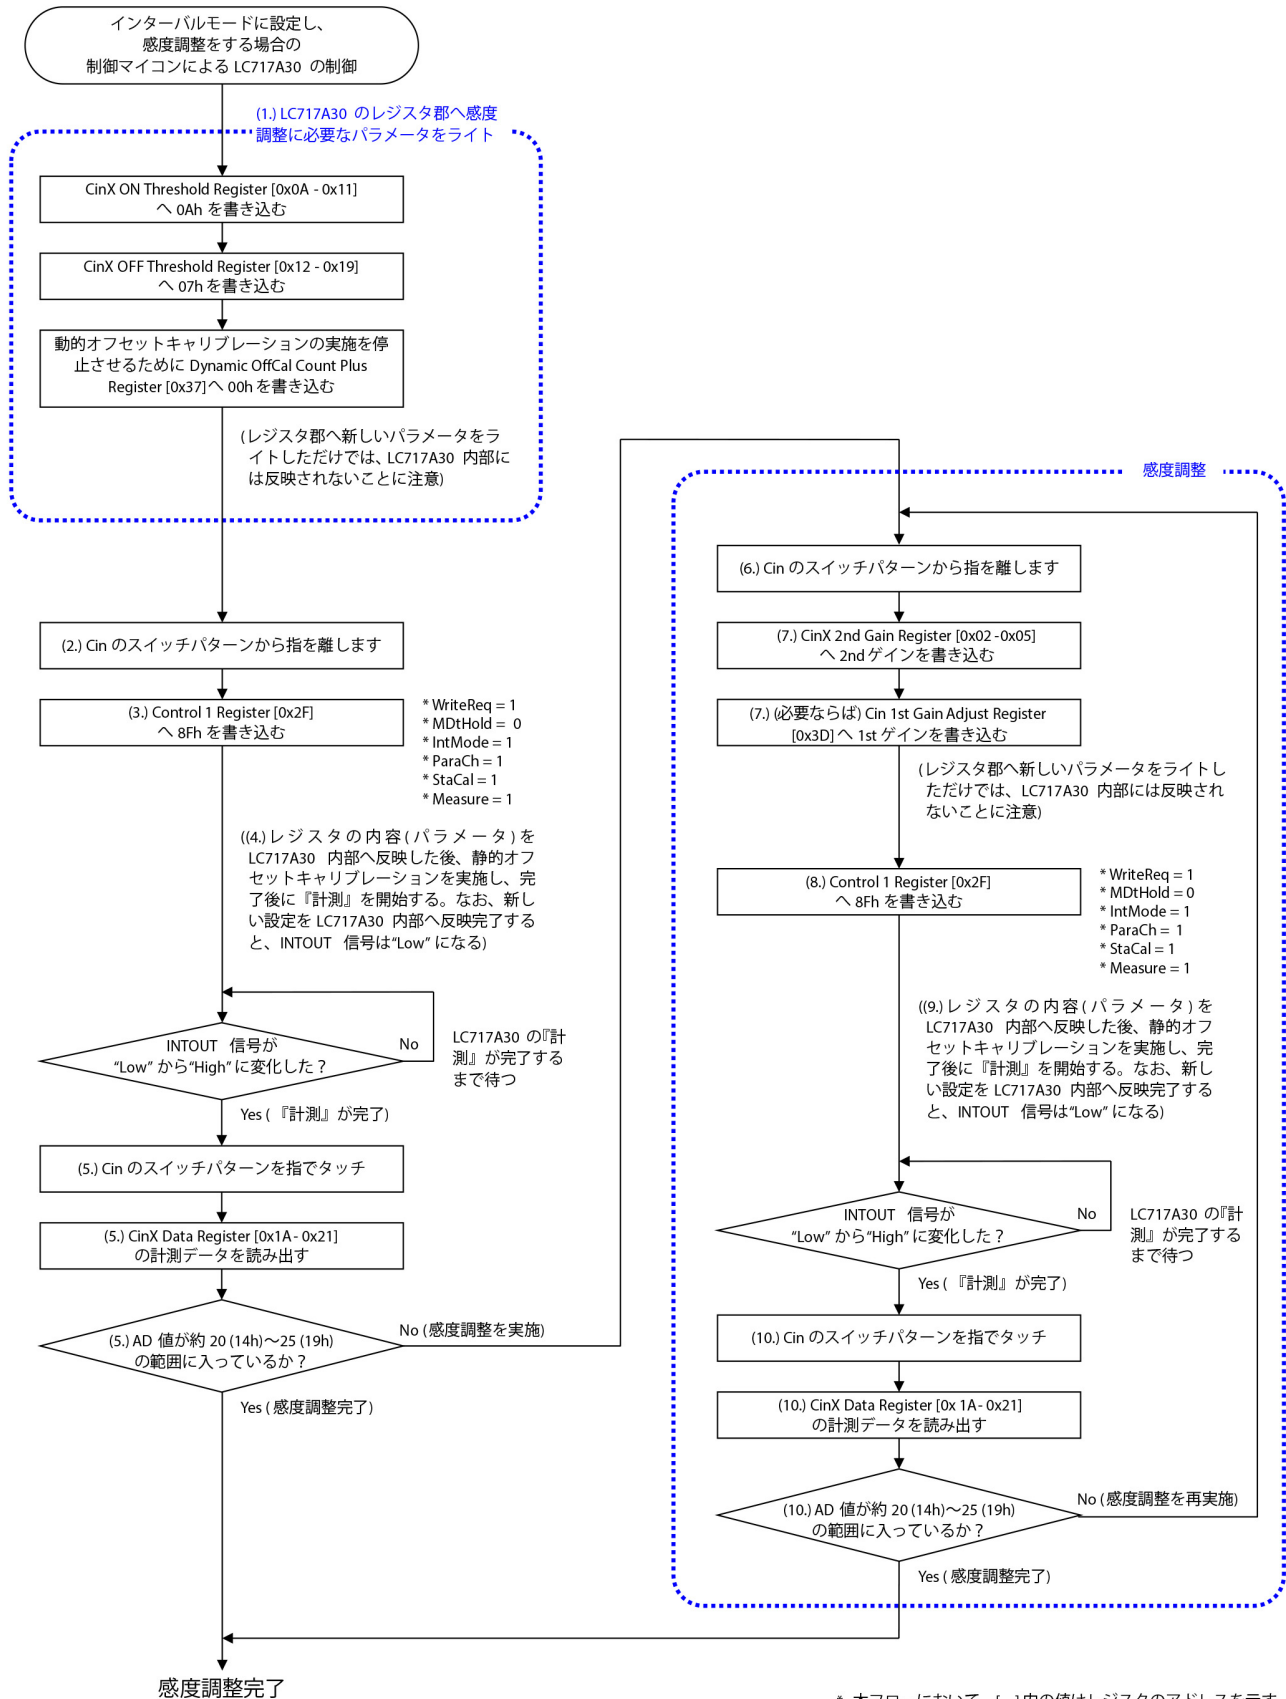 インターバルモードに設定し、
感度調整をする場合の
制御マイコンによる LC717A30 の制御
(1.) LC717A30 のレジスタ郡へ感度
調整に必要なパラメータをライト
CinX ON Threshold Register [0x0A - 0x11]
へ 0Ah を書き込む
CinX OFF Threshold Register [0x12 - 0x19]
へ 07h を書き込む
動的オフセットキャリブレーションの実施を停
止させるために Dynamic OffCal Count Plus
Register [0x37] へ 00h を書き込む
(レジスタ郡へ新しいパラメータをラ
イトしただけでは、LC717A30 内部に
は反映されないことに注意)
(2.) Cin のスイッチパターンから指を離します
(3.) Control 1 Register [0x2F]
へ 8Fh を書き込む
* WriteReq = 1
* MDtHold = 0
* IntMode = 1
* ParaCh = 1
* StaCal = 1
* Measure = 1
((4.)レジスタの内容(パラメータ)を
LC717A30 内部へ反映した後、静的オフ
セットキャリブレーションを実施し、完
了後に『計測』を開始する。なお、新し
い設定を LC717A30 内部へ反映完了する
と、INTOUT 信号は“Low” になる)
INTOUT 信号が
“Low” から“High” に変化した？
No
LC717A30 の『計
測』が完了する
まで待つ
Yes (『計測』が完了)
(5.) Cin のスイッチパターンを指でタッチ
(5.) CinX Data Register [0x1A - 0x21]
の計測データを読み出す
(5.) AD 値が約 20 (14h)～25 (19h)
の範囲に入っているか？
No (感度調整を実施)
Yes (感度調整完了)
感度調整
(6.) Cin のスイッチパターンから指を離します
(7.) CinX 2nd Gain Register [0x02 - 0x05]
へ 2nd ゲインを書き込む
(7.) (必要ならば) Cin 1st Gain Adjust Register
[0x3D] へ 1st ゲインを書き込む
(レジスタ郡へ新しいパラメータをライトし
ただけでは、LC717A30 内部には反映され
ないことに注意)
(8.) Control 1 Register [0x2F]
へ 8Fh を書き込む
* WriteReq = 1
* MDtHold = 0
* IntMode = 1
* ParaCh = 1
* StaCal = 1
* Measure = 1
((9.)レジスタの内容(パラメータ)を
LC717A30 内部へ反映した後、静的オフ
セットキャリブレーションを実施し、完
了後に『計測』を開始する。なお、新し
い設定を LC717A30 内部へ反映完了する
と、INTOUT 信号は“Low” になる)
INTOUT 信号が
“Low” から“High” に変化した？
No
LC717A30 の『計
測』が完了する
まで待つ
Yes (『計測』が完了)
(10.) Cin のスイッチパターンを指でタッチ
(10.) CinX Data Register [0x 1A - 0x21]
の計測データを読み出す
(10.) AD 値が約 20 (14h)～25 (19h)
の範囲に入っているか？
No (感度調整を再実施)
Yes (感度調整完了)
感度調整完了